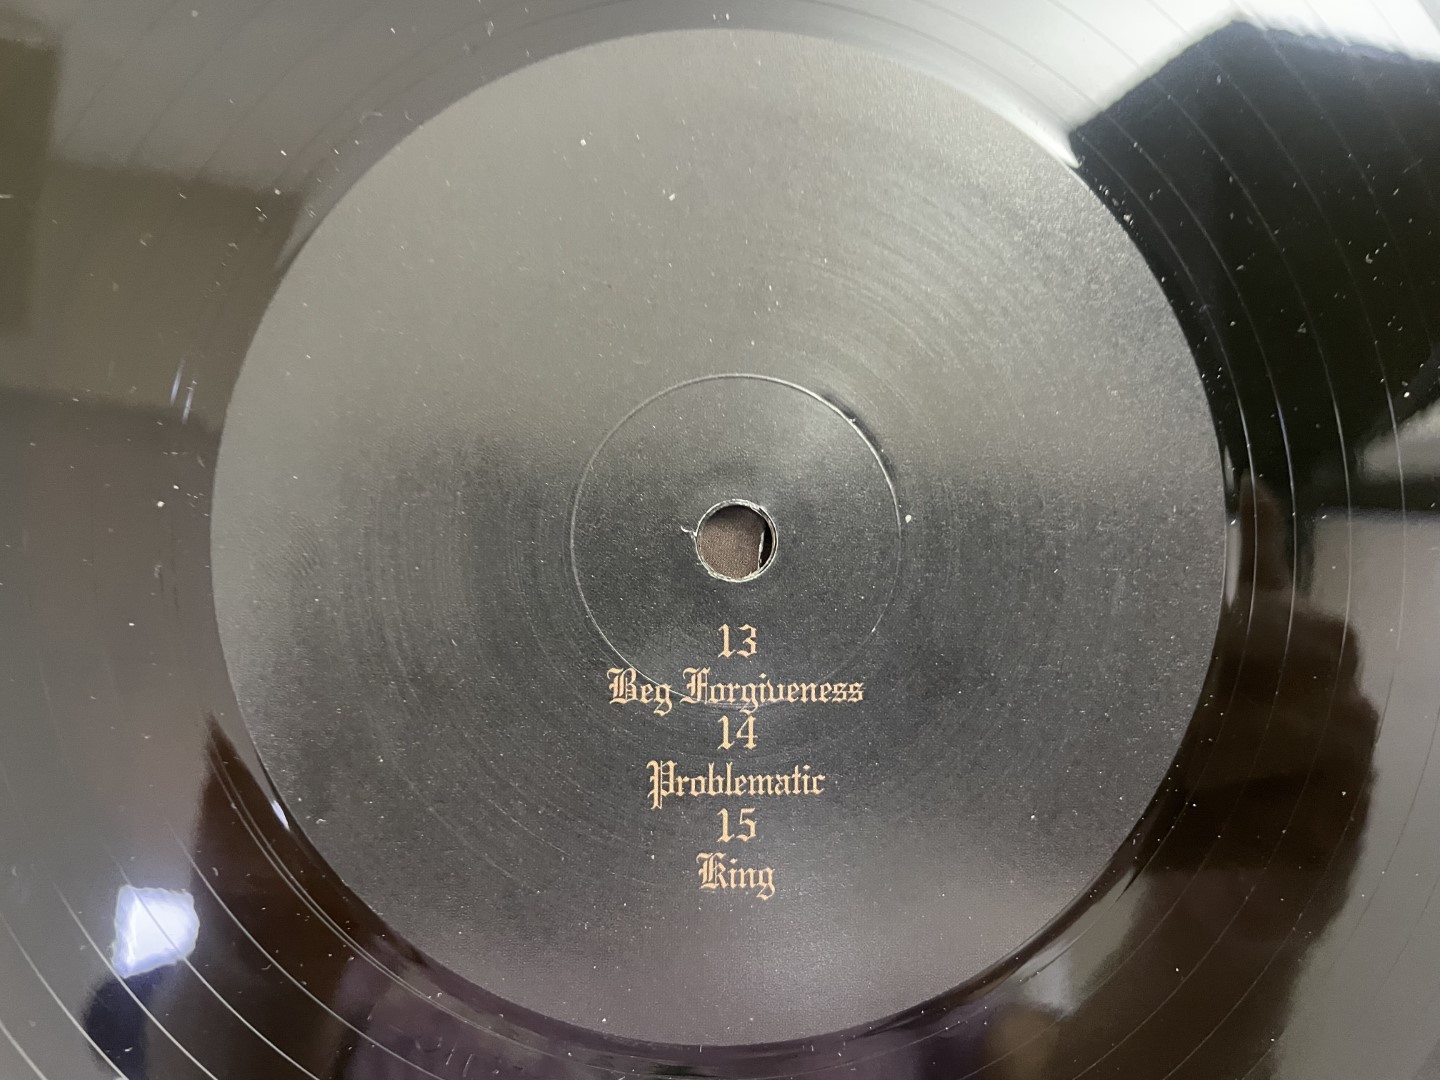 13
Beg Forgiveness
14
Problematic
15
King